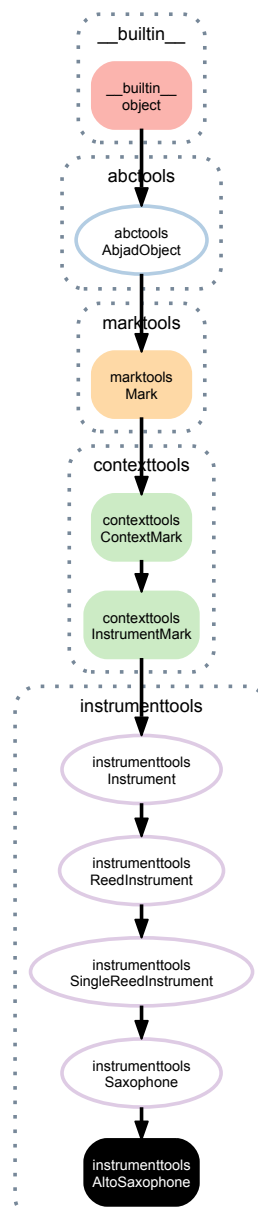 __builtin__
__builtin__
object
abctools
abctools
AbjadObject
marktools
marktools
Mark
contexttools
contexttools
ContextMark
contexttools
InstrumentMark
instrumenttools
instrumenttools
Instrument
instrumenttools
ReedInstrument
instrumenttools
SingleReedInstrument
instrumenttools
Saxophone
instrumenttools
AltoSaxophone